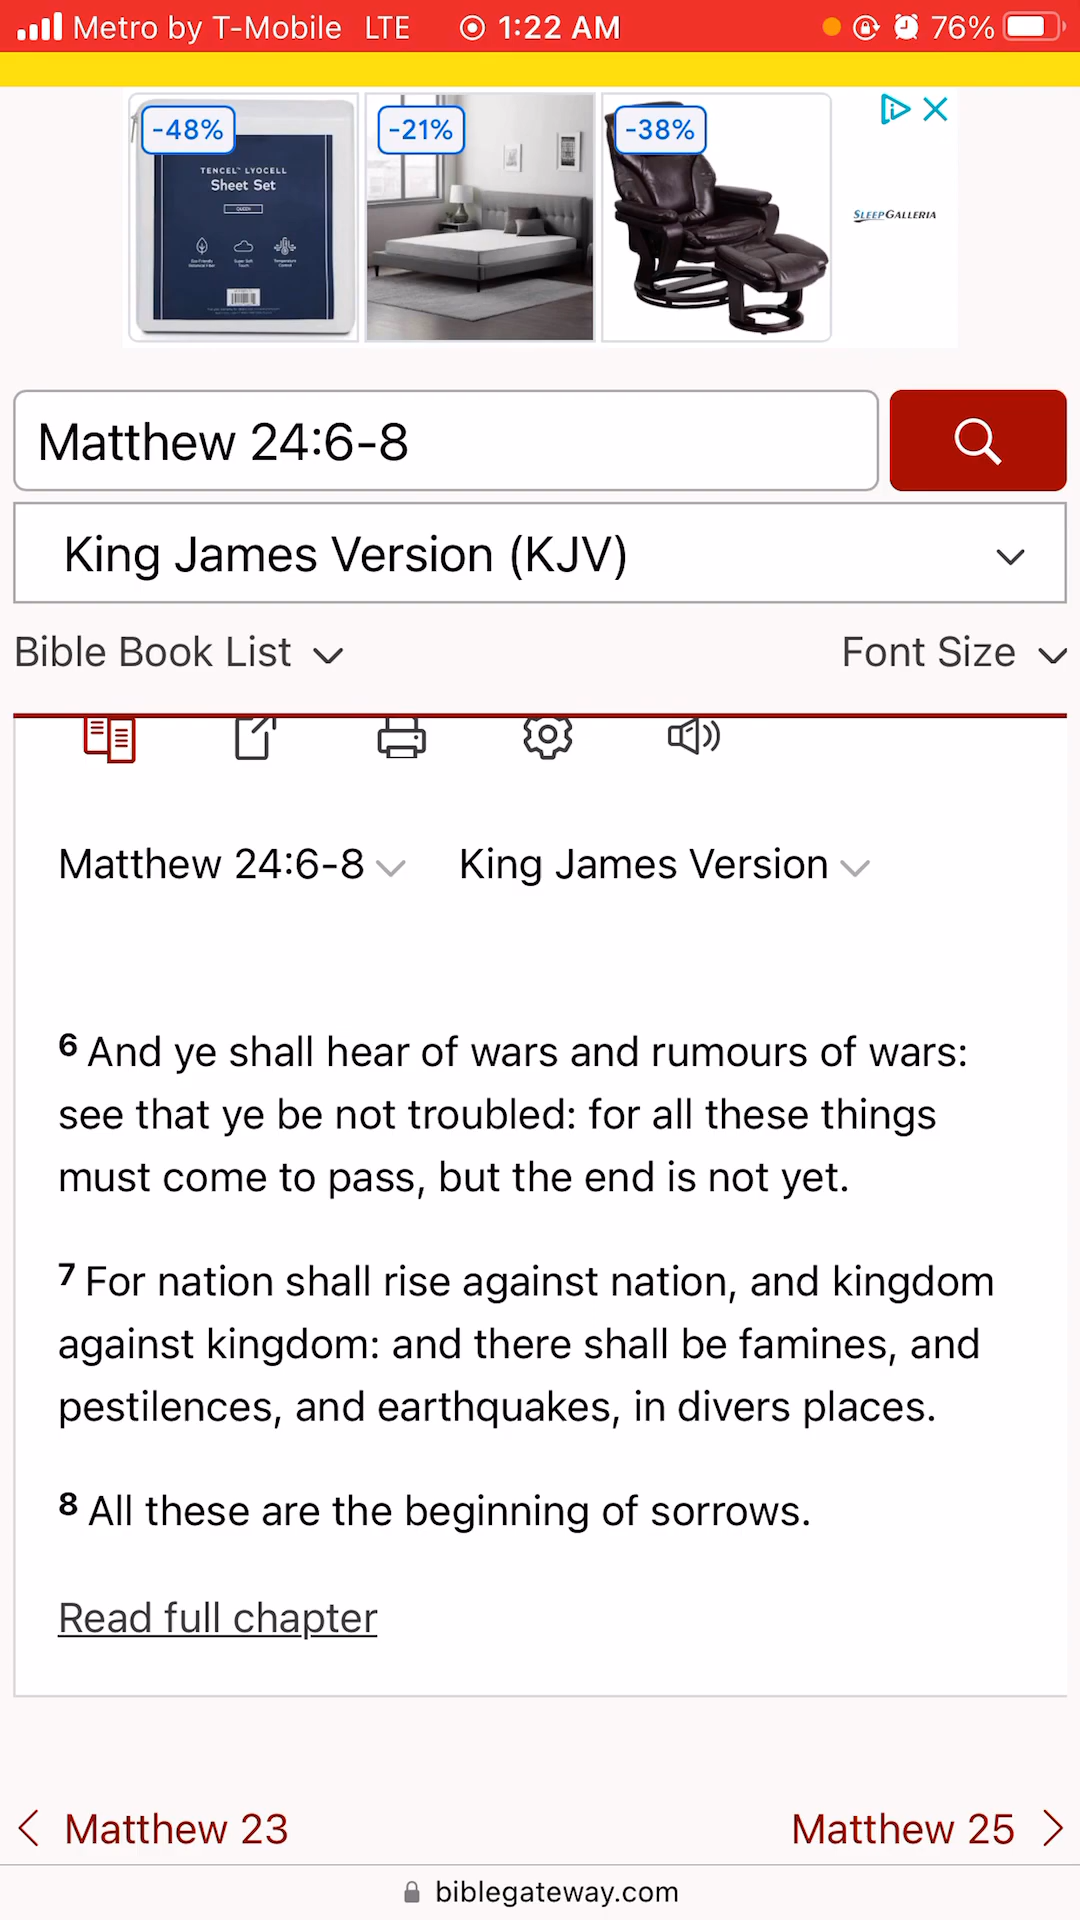 Metro by T-Mobile LTE 1:22 AM 76%
-48%
-21%
-38%
TENCEL™ LYOCELL
Sheet Set
QUEEN
SLEEPGALLERIA
Matthew 24:6-8
King James Version (KJV)
Bible Book List
Font Size
Matthew 24:6-8
King James Version
6 And ye shall hear of wars and rumours of wars:
see that ye be not troubled: for all these things
must come to pass, but the end is not yet.
7 For nation shall rise against nation, and kingdom
against kingdom: and there shall be famines, and
pestilences, and earthquakes, in divers places.
8 All these are the beginning of sorrows.
Read full chapter
Matthew 23
Matthew 25
biblegateway.com